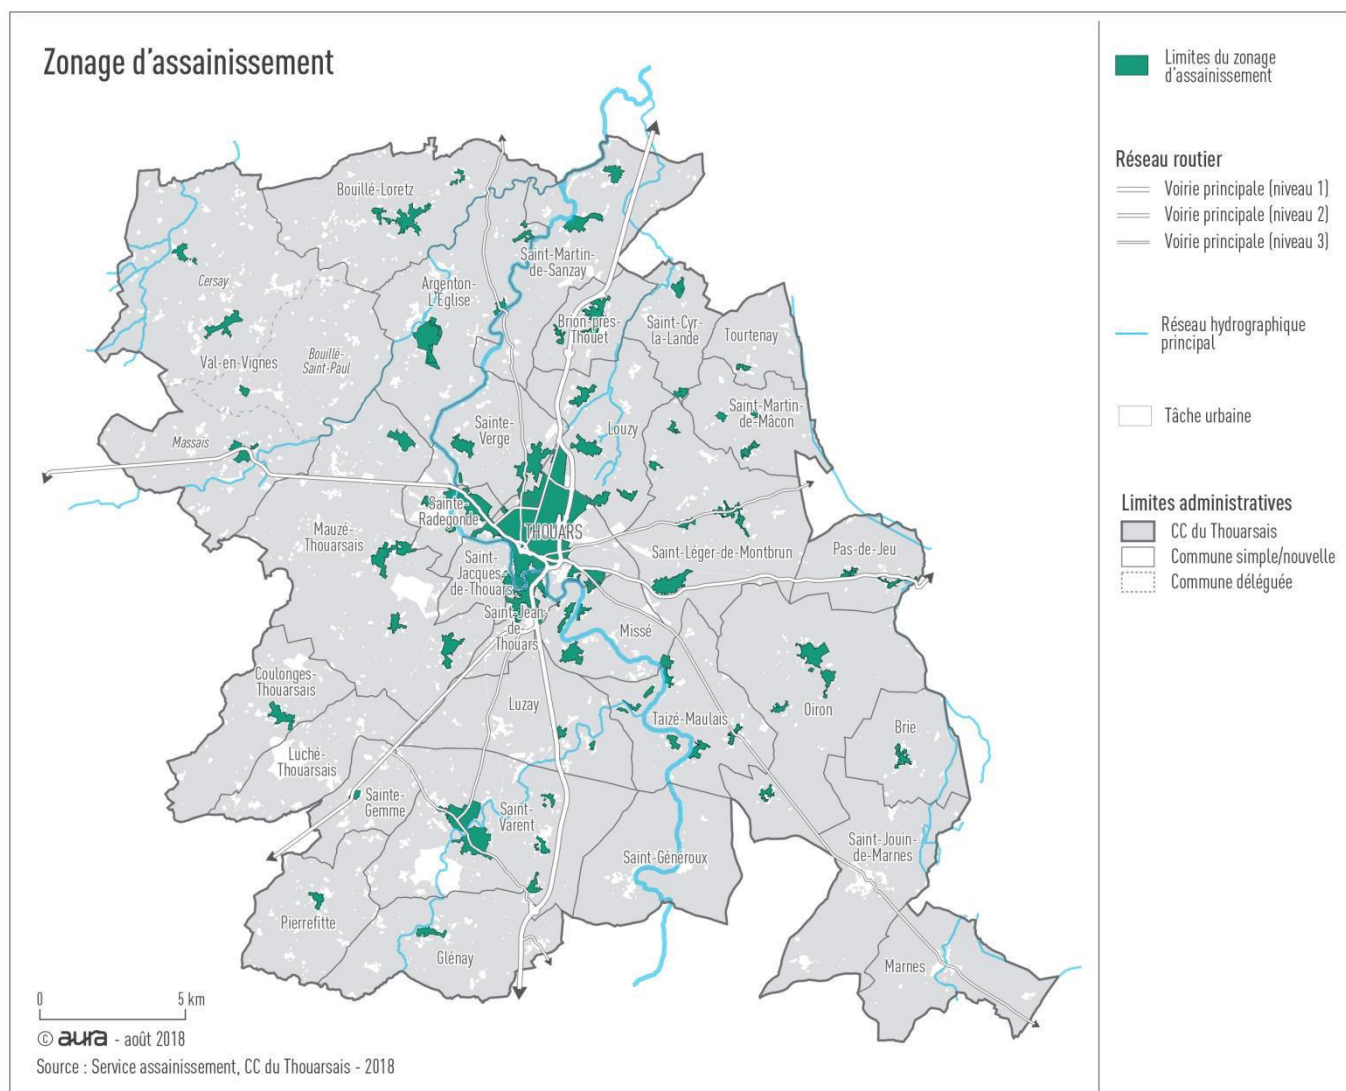 Zonage d'assainissement
Limites du zonage
d'assainissement
Réseau routier
Voirie principale (niveau 1)
Voirie principale (niveau 2)
Voirie principale (niveau 3)
Réseau hydrographique
principal
Tâche urbaine
Limites administratives
CC du Thouarsais
Commune simple/nouvelle
Commune déléguée
Bouillé-Loretz
Saint-Martin-
de-Sanzay
Cersay
Argenton-
L'Église
Brion-près-
Thouet
Saint-Cyr-
la-Lande
Tourtenay
Val-en-Vignes
Bouillé-
Saint-Paul
Saint-Martin-
de-Mâcon
Massais
Sainte-
Verge
Louzy
Sainte-
Radegonde
Mauzé-
Thouarsais
THOUARS
Saint-
Jacques-
de-Thouars
Saint-Léger-de-Montbrun
Pas-de-Jeu
Saint-Jean-
de-
Thouars
Missé
Coulonges-
Thouarsais
Luzay
Taizé-Maulais
Oiron
Brie
Luché-
Thouarsais
Sainte-
Gemme
Saint-
Varent
Saint-Généroux
Saint-Jouin-
de-Marnes
Pierrefitte
Glénay
Marnes
0 5 km
© aura - août 2018
Source : Service assainissement, CC du Thouarsais - 2018